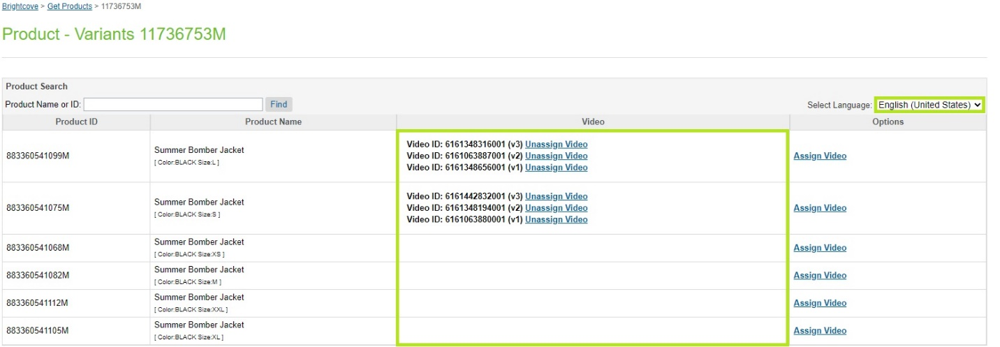 Brightcove > Get Products > 11736753M
Product - Variants 11736753M
Product Search
Product Name or ID: Find Select Language: English (United States)
Product ID Product Name Video Options
883360541099M Summer Bomber Jacket [ Color:BLACK Size:L ] Video ID: 6161348316001 (v3) Unassign Video
Video ID: 6161063887001 (v2) Unassign Video Assign Video
Video ID: 6161348656001 (v1) Unassign Video
883360541075M Summer Bomber Jacket [ Color:BLACK Size:S ] Video ID: 6161442832001 (v3) Unassign Video
Video ID: 6161348194001 (v2) Unassign Video Assign Video
Video ID: 6161063880001 (v1) Unassign Video
883360541068M Summer Bomber Jacket Assign Video
[ Color:BLACK Size:XS ]
883360541082M Summer Bomber Jacket Assign Video
[ Color:BLACK Size:M ]
883360541112M Summer Bomber Jacket Assign Video
[ Color:BLACK Size:XXL ]
883360541105M Summer Bomber Jacket Assign Video
[ Color:BLACK Size:XL ]